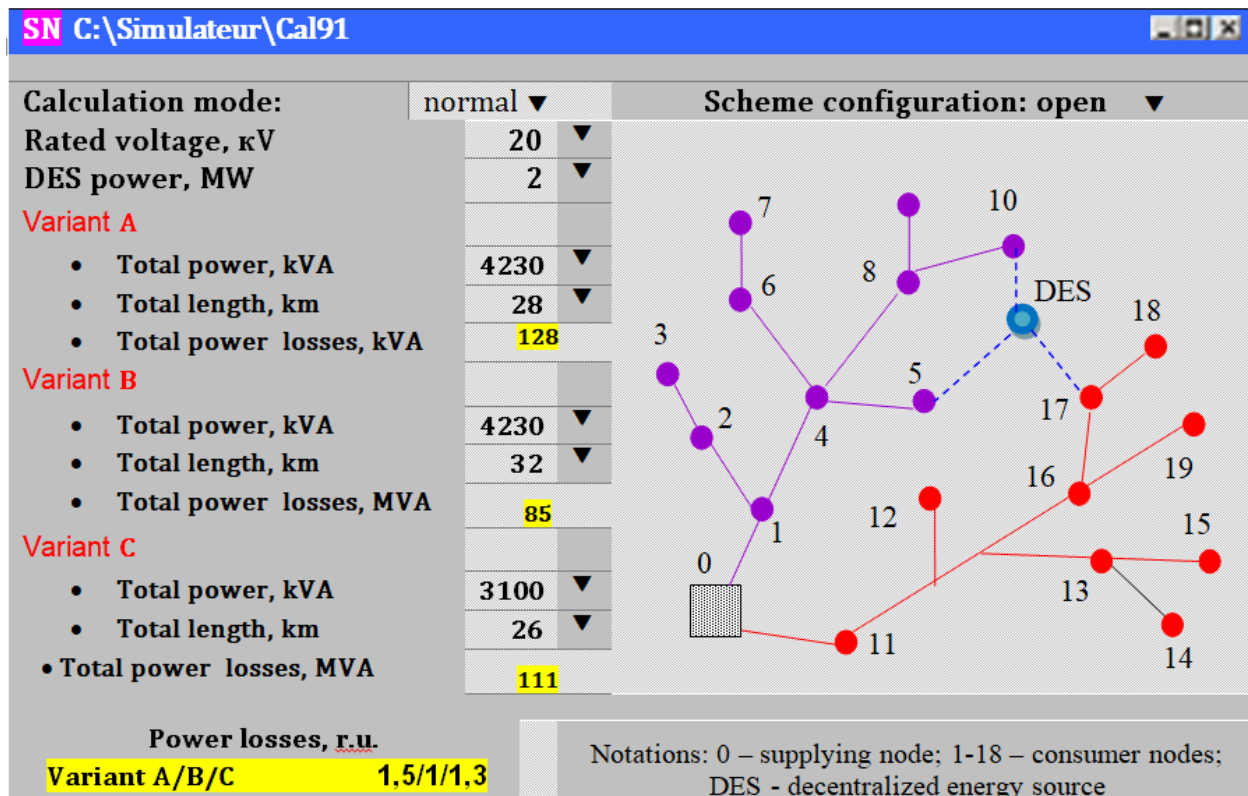 SN C:\Simulateur\Cal91
Calculation mode: normal ▼
Scheme configuration: open ▼
Rated voltage, кV 20 ▼
DES power, MW 2 ▼
Variant A
• Total power, kVA 4230 ▼
• Total length, km 28 ▼
• Total power losses, kVA 128
Variant B
• Total power, kVA 4230 ▼
• Total length, km 32 ▼
• Total power losses, MVA 85
Variant C
• Total power, kVA 3100 ▼
• Total length, km 26 ▼
• Total power losses, MVA 111
Power losses, r.u.
Variant A/B/C 1,5/1/1,3
7
10
8
6
DES
18
3
5
17
2
4
19
16
12
15
1
0
13
11
14
Notations: 0 – supplying node; 1-18 – consumer nodes;
DES - decentralized energy source